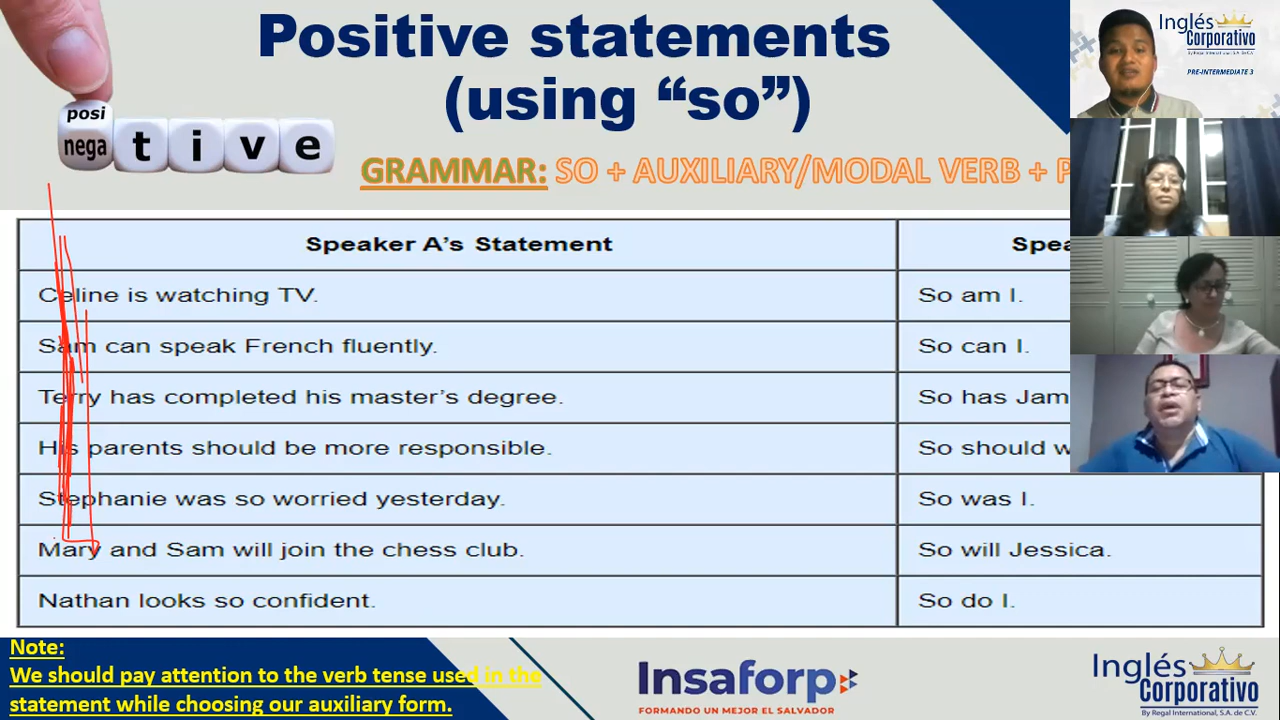 Positive statements
(using “so”)
posi
nega
t i v e
GRAMMAR: SO + AUXILIARY/MODAL VERB + P
Inglés
Corporativo
By Regal International, S.A. de C.V.
PRE-INTERMEDIATE 3
Speaker A’s Statement
Spea
Celine is watching TV.
So am I.
Sam can speak French fluently.
So can I.
Terry has completed his master’s degree.
So has Jam
His parents should be more responsible.
So should w
Stephanie was so worried yesterday.
So was I.
Mary and Sam will join the chess club.
So will Jessica.
Nathan looks so confident.
So do I.
Note:
We should pay attention to the verb tense used in the
statement while choosing our auxiliary form.
Insaforp
FORMANDO UN MEJOR EL SALVADOR
Inglés
Corporativo
By Regal International, S.A. de C.V.